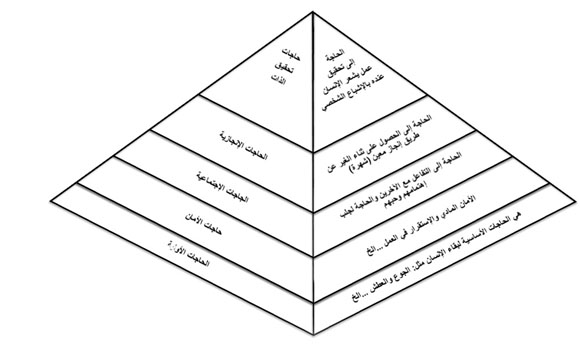 حاجات
تحقيق
الذات
الحاجة
إلى تحقيق
عمل يشعر الإنسان
عنده بالإشباع الشخصي
الحاجات الإنجازية
الحاجة إلى الحصول على ثناء الغير عن
طريق إنجاز معين (شهرة)
الحاجات الاجتماعية
الحاجة إلى التفاعل مع الآخرين والحاجة لجلب
إهتمامهم وحبهم
حاجات الأمان
الأمان المادي والإستقرار في العمل ...الخ
الحاجات الأولية
هي الحاجات الأساسية لبقاء الإنسان مثل: الجوع والعطش ...الخ